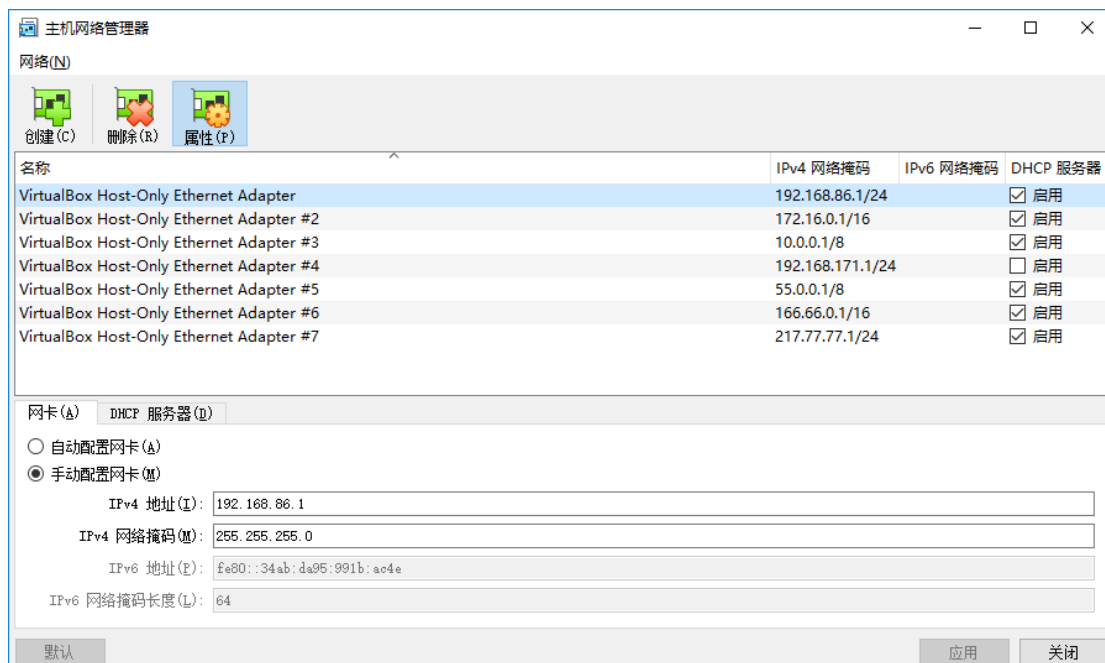 主机网络管理器
网络(N)
创建(C) 删除(R) 属性(P)
名称 IPv4 网络掩码 IPv6 网络掩码 DHCP 服务器
VirtualBox Host-Only Ethernet Adapter 192.168.86.1/24 启用
VirtualBox Host-Only Ethernet Adapter #2 172.16.0.1/16 启用
VirtualBox Host-Only Ethernet Adapter #3 10.0.0.1/8 启用
VirtualBox Host-Only Ethernet Adapter #4 192.168.171.1/24 启用
VirtualBox Host-Only Ethernet Adapter #5 55.0.0.1/8 启用
VirtualBox Host-Only Ethernet Adapter #6 166.66.0.1/16 启用
VirtualBox Host-Only Ethernet Adapter #7 217.77.77.1/24 启用
网卡(A) DHCP 服务器(D)
自动配置网卡(A)
手动配置网卡(M)
IPv4 地址(I): 192.168.86.1
IPv4 网络掩码(M): 255.255.255.0
IPv6 地址(P): fe80::34ab:da95:991b:ac4e
IPv6 网络掩码长度(L): 64
默认 应用 关闭